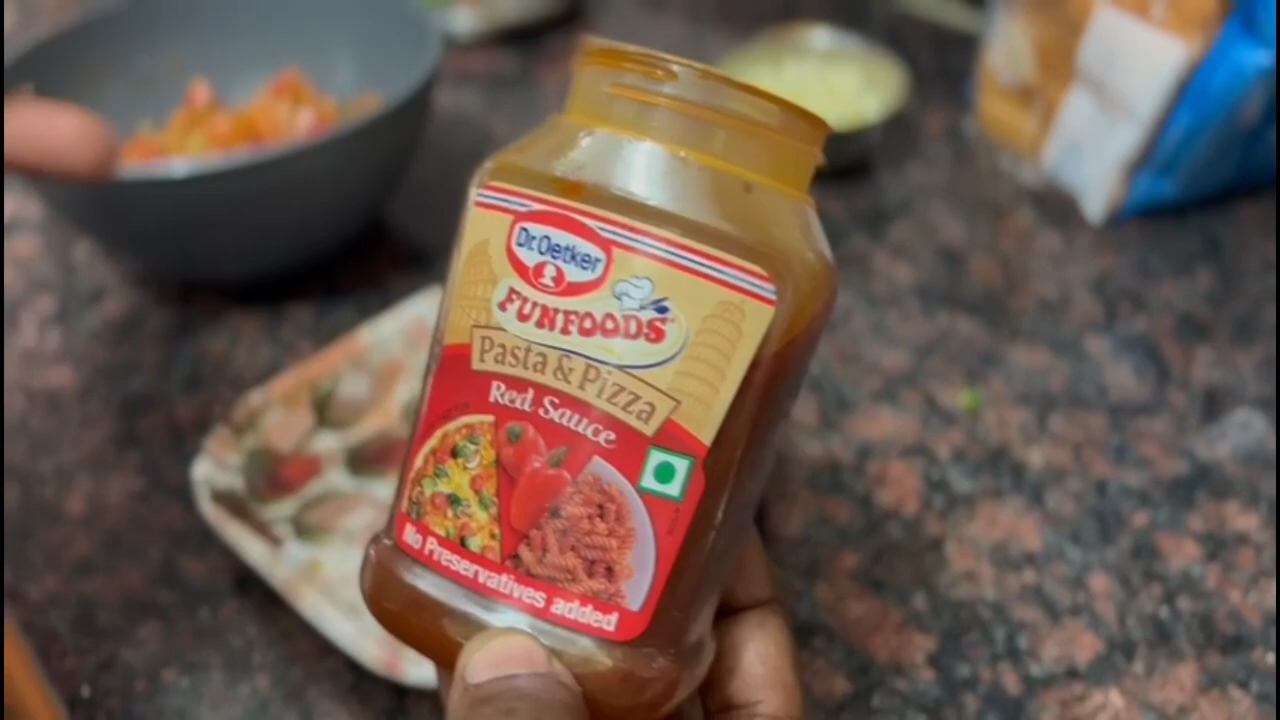 Dr. Oetker
FUNFOODS
Pasta & Pizza
Red Sauce
No Preservatives added